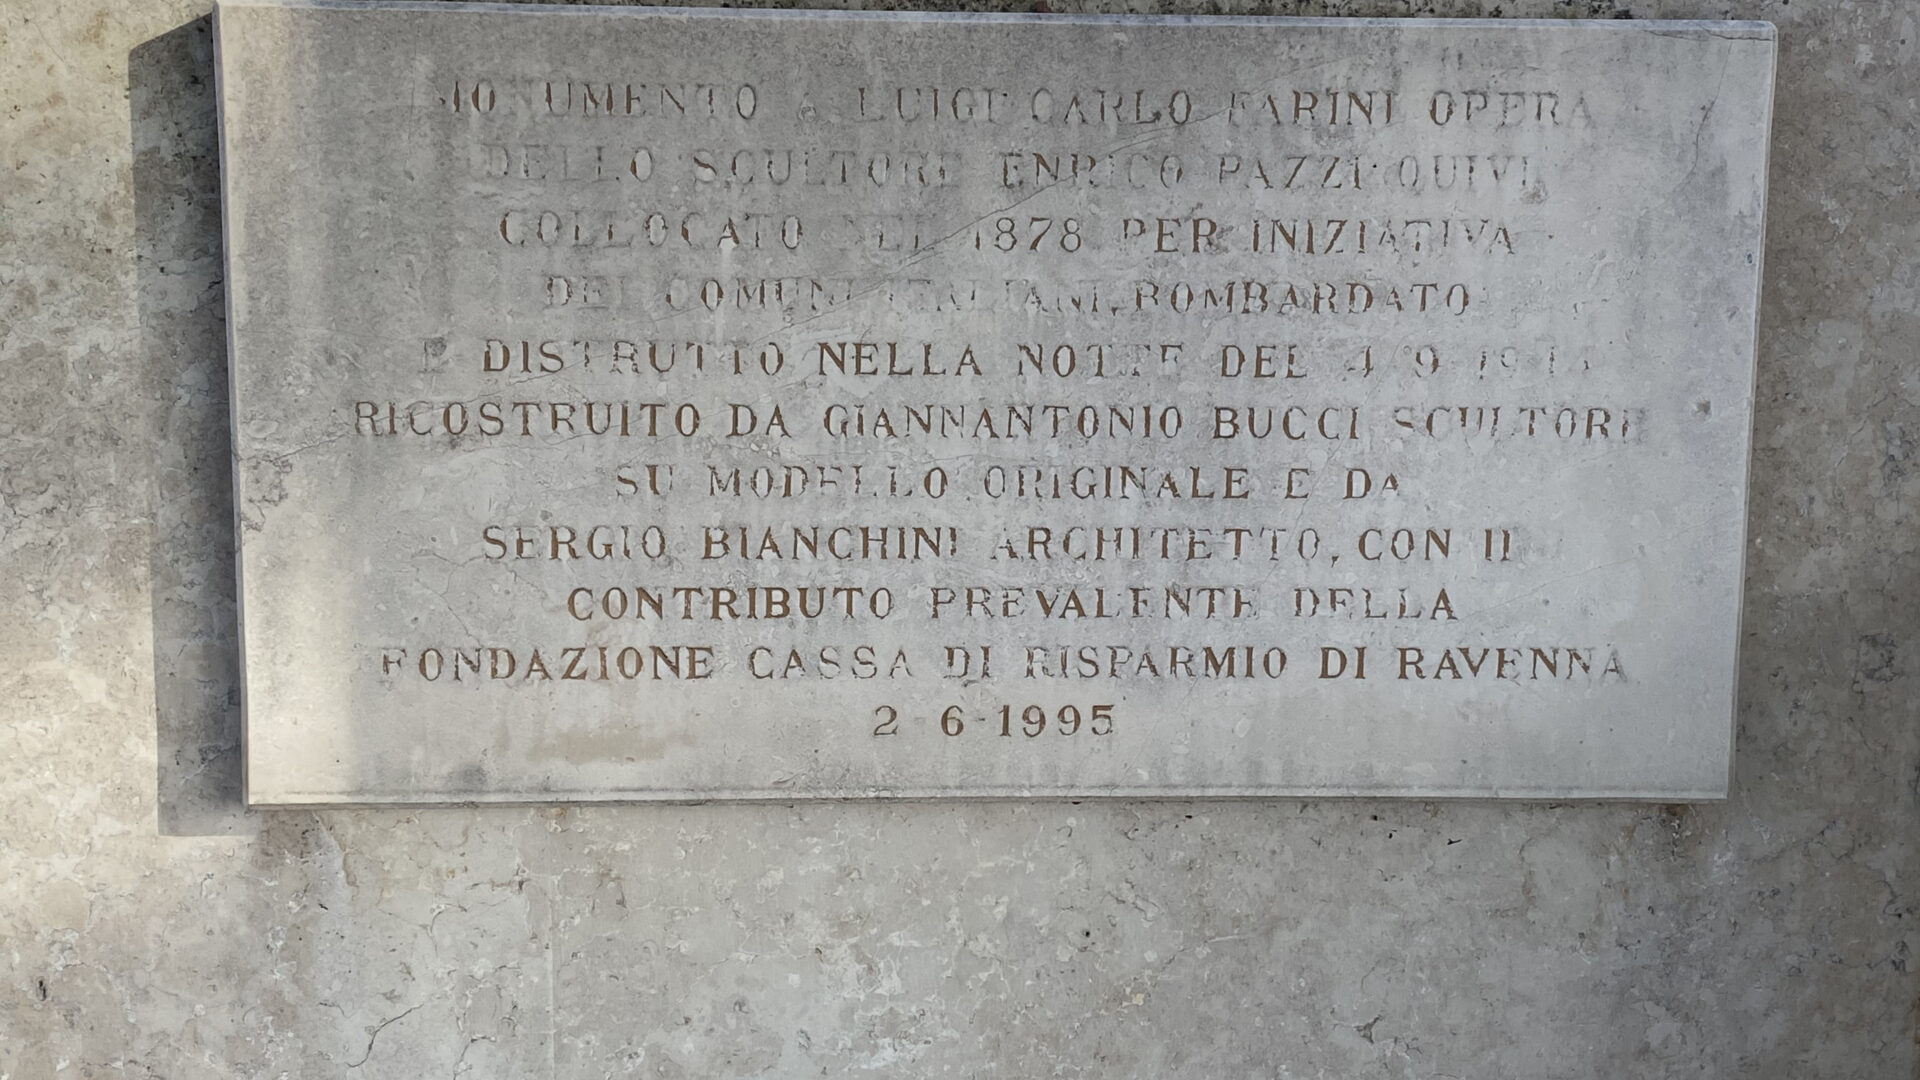 MONUMENTO A LUIGI CARLO FARINI OPERA
DELLO SCULTORE ENRICO PAZZI QUIVI
COLLOCATO NEL 1878 PER INIZIATIVA
DEI COMUNI ITALIANI, BOMBARDATO
E DISTRUTTO NELLA NOTTE DEL
RICOSTRUITO DA GIANNANTONIO BUCCI SCULTORE
SU MODELLO ORIGINALE E DA
SERGIO BIANCHINI ARCHITETTO, CON IL
CONTRIBUTO PREVALENTE DELLA
FONDAZIONE CASSA DI RISPARMIO DI RAVENNA
2-6-1995